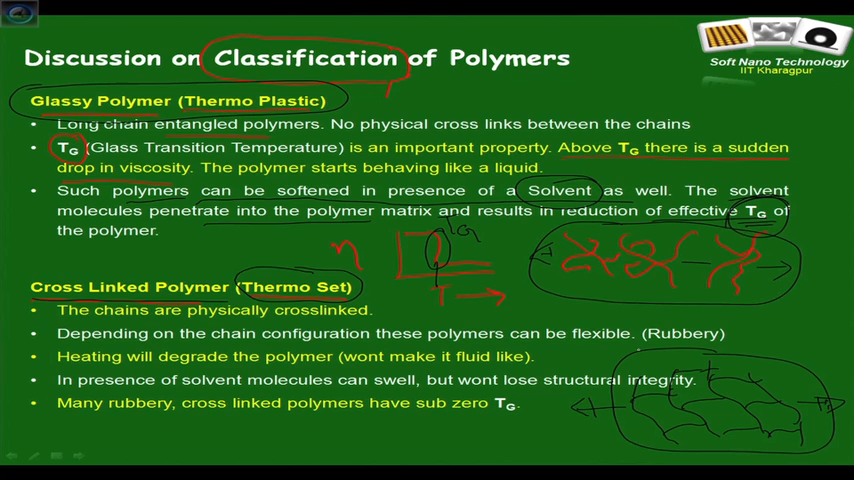 Discussion on Classification of Polymers
Soft Nano Technology
IIT Kharagpur
Glassy Polymer (Thermo Plastic)
• Long chain entangled polymers. No physical cross links between the chains
• TG (Glass Transition Temperature) is an important property. Above TG there is a sudden
drop in viscosity. The polymer starts behaving like a liquid.
• Such polymers can be softened in presence of a Solvent as well. The solvent
molecules penetrate into the polymer matrix and results in reduction of effective TG of
the polymer.
η
TG
T
Cross Linked Polymer (Thermo Set)
• The chains are physically crosslinked.
• Depending on the chain configuration these polymers can be flexible. (Rubbery)
• Heating will degrade the polymer (wont make it fluid like).
• In presence of solvent molecules can swell, but wont lose structural integrity.
• Many rubbery, cross linked polymers have sub zero TG.